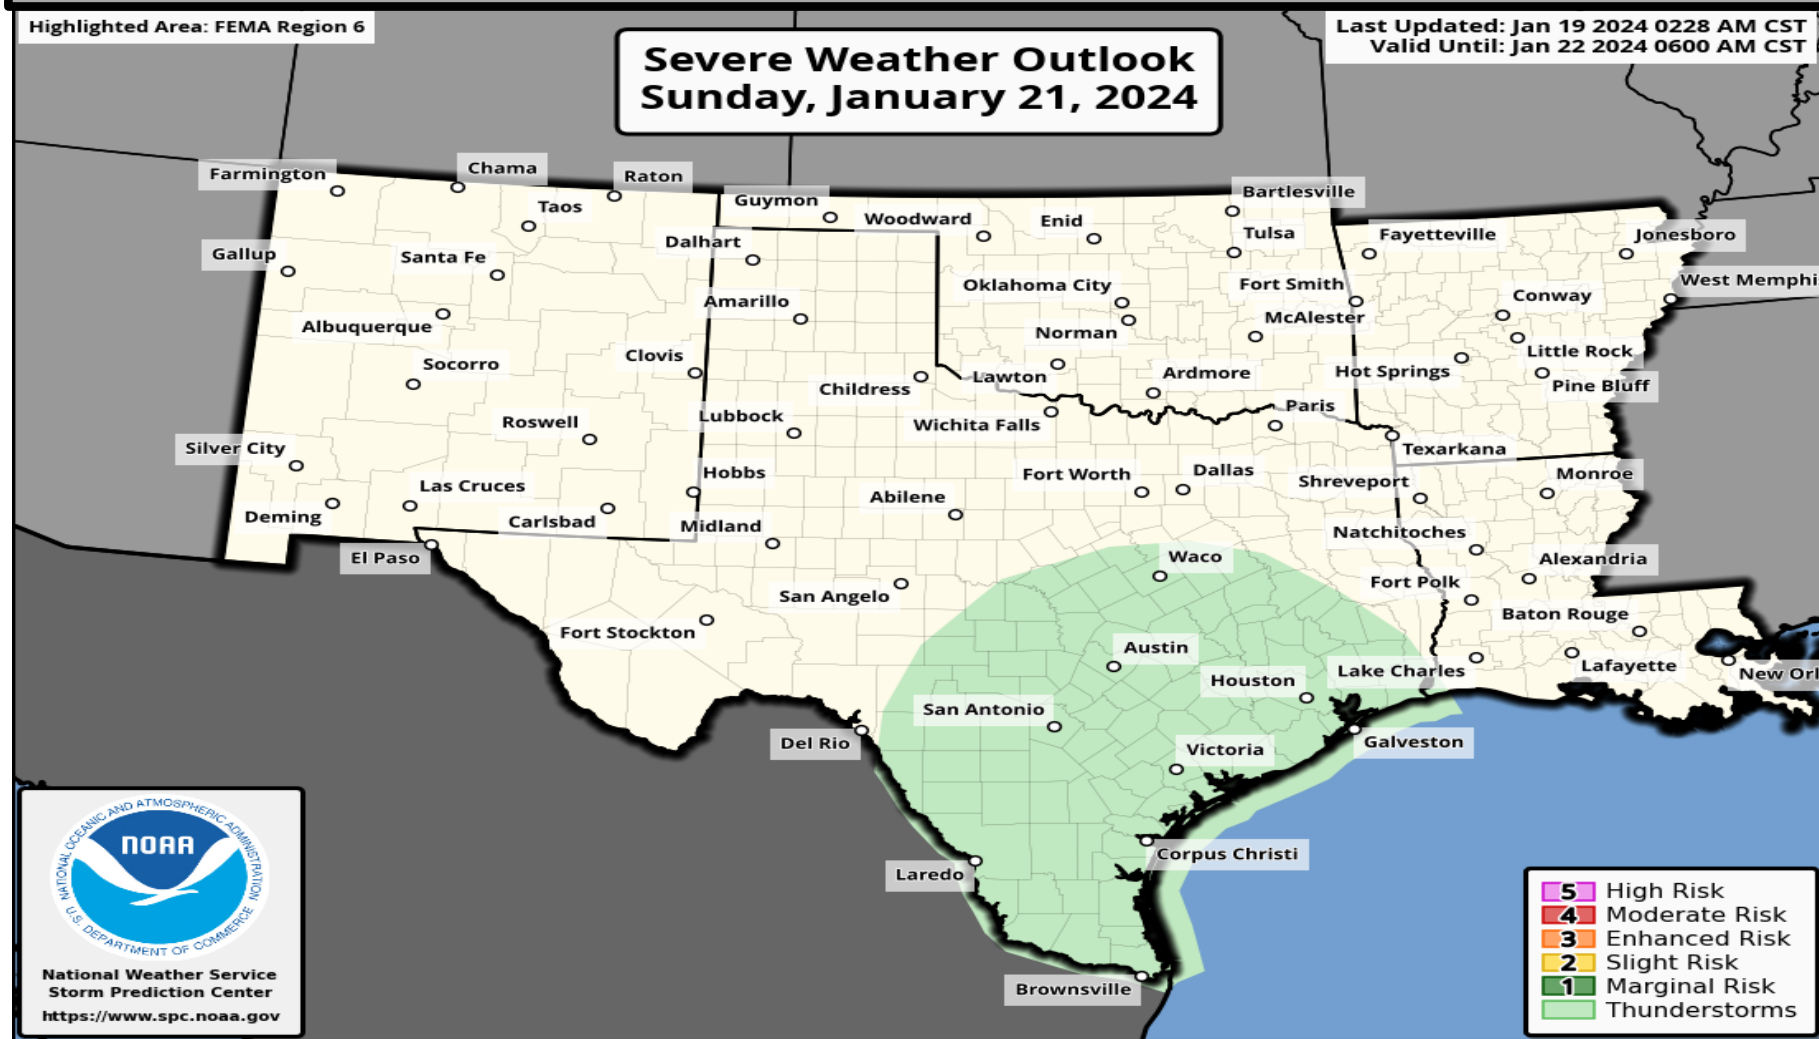 Highlighted Area: FEMA Region 6
Last Updated: Jan 19 2024 0228 AM CST
Valid Until: Jan 22 2024 0600 AM CST
Severe Weather Outlook
Sunday, January 21, 2024
Farmington
Chama
Raton
Taos
Guymon
Woodward
Enid
Bartlesville
Tulsa
Fayetteville
Jonesboro
Gallup
Santa Fe
Dalhart
Oklahoma City
Fort Smith
Conway
West Memphi
Albuquerque
Amarillo
Norman
McAlester
Little Rock
Socorro
Clovis
Childress
Lawton
Ardmore
Hot Springs
Pine Bluff
Roswell
Lubbock
Wichita Falls
Paris
Texarkana
Silver City
Las Cruces
Hobbs
Fort Worth
Dallas
Shreveport
Monroe
Deming
Carlsbad
Midland
Abilene
Natchitoches
El Paso
Waco
Alexandria
San Angelo
Fort Polk
Fort Stockton
Baton Rouge
Austin
Houston
Lake Charles
Lafayette
New Orl
San Antonio
Del Rio
Victoria
Galveston
Laredo
Corpus Christi
Brownsville
NATIONAL OCEANIC AND ATMOSPHERIC ADMINISTRATION
NOAA
U.S. DEPARTMENT OF COMMERCE
National Weather Service
Storm Prediction Center
https://www.spc.noaa.gov
5 High Risk
4 Moderate Risk
3 Enhanced Risk
2 Slight Risk
1 Marginal Risk
Thunderstorms